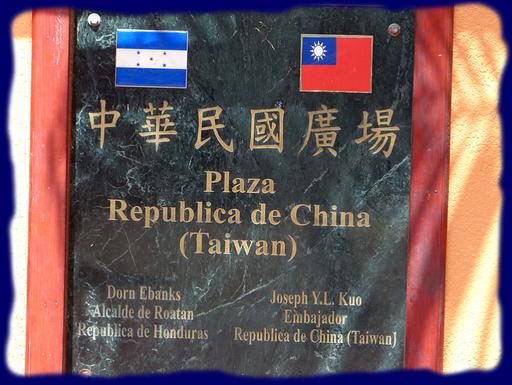 中華民國廣場
Plaza
Republica de China
(Taiwan)
Dorn Ebanks
Alcalde de Roatan
Republica de Honduras
Joseph Y.L. Kuo
Embajador
Republica de China (Taiwan)